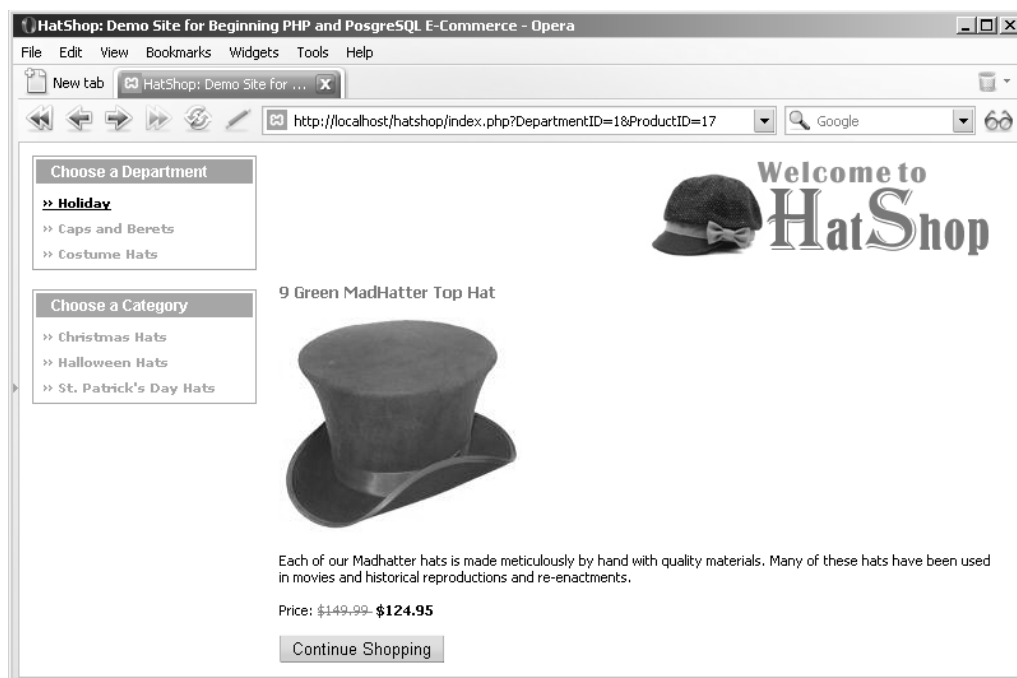 HatShop: Demo Site for Beginning PHP and PosgreSQL E-Commerce - Opera
File Edit View Bookmarks Widgets Tools Help
New tab HatShop: Demo Site for ... X
http://localhost/hatshop/index.php?DepartmentID=1&ProductID=17 Google
Choose a Department
» Holiday
» Caps and Berets
» Costume Hats
Choose a Category
» Christmas Hats
» Halloween Hats
» St. Patrick's Day Hats
Welcome to
HatShop
9 Green MadHatter Top Hat
Each of our Madhatter hats is made meticulously by hand with quality materials. Many of these hats have been used
in movies and historical reproductions and re-enactments.
Price: $149.99 $124.95
Continue Shopping